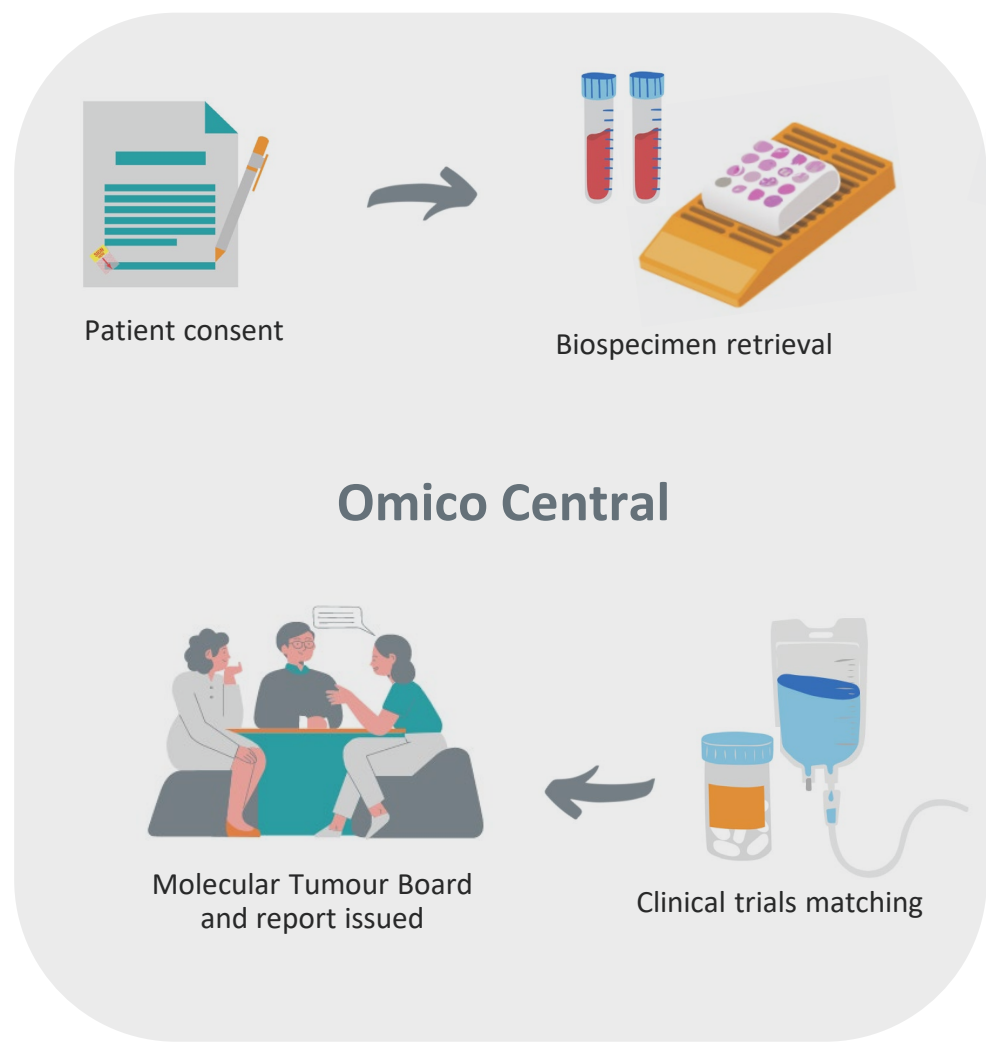 Patient consent
Biospecimen retrieval
Omico Central
Molecular Tumour Board
and report issued
Clinical trials matching